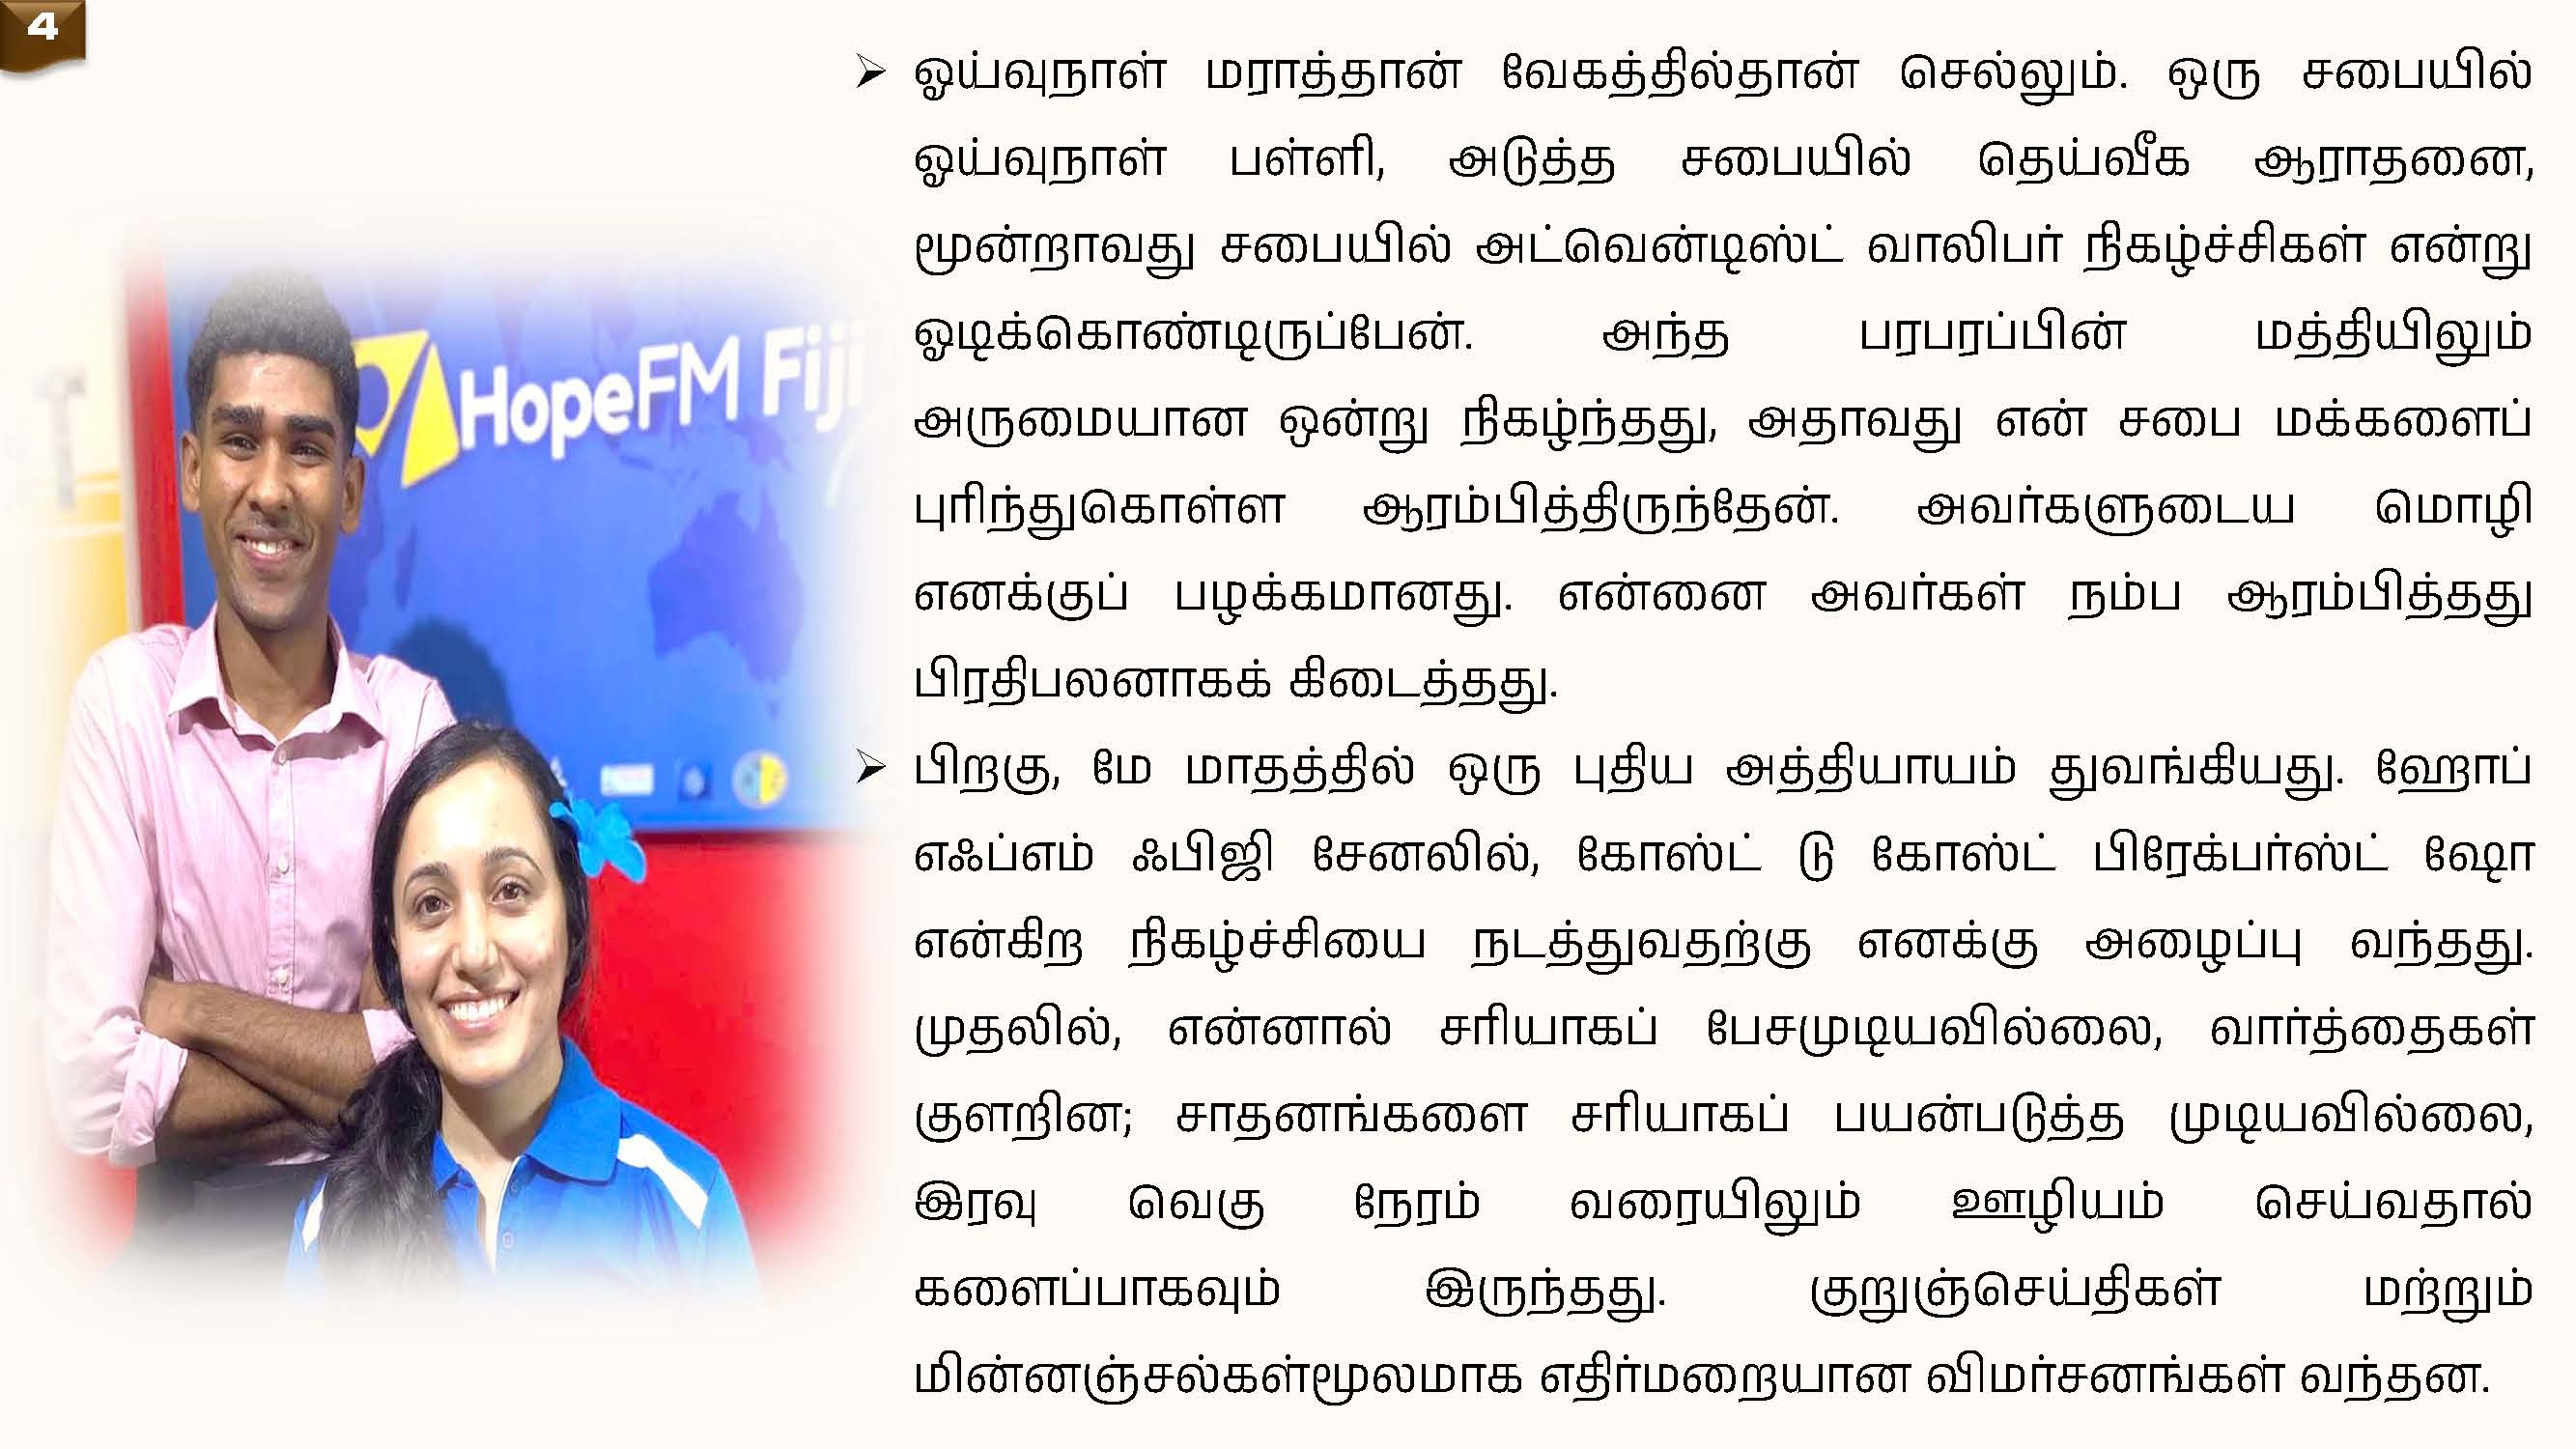 4
ஓய்வுநாள் மராத்தான் வேகத்தில்தான் செல்லும். ஒரு சபையில்
ஓய்வுநாள் பள்ளி, அடுத்த சபையில் தெய்வீக ஆராதனை,
மூன்றாவது சபையில் அட்வென்டிஸ்ட் வாலிபர் நிகழ்ச்சிகள் என்று
ஓடிக்கொண்டிருப்பேன். அந்த பரபரப்பின் மத்தியிலும்
அருமையான ஒன்று நிகழ்ந்தது, அதாவது என் சபை மக்களைப்
புரிந்துகொள்ள ஆரம்பித்திருந்தேன். அவர்களுடைய மொழி
எனக்குப் பழக்கமானது. என்னை அவர்கள் நம்ப ஆரம்பித்தது
பிரதிபலனாகக் கிடைத்தது.
பிறகு, மே மாதத்தில் ஒரு புதிய அத்தியாயம் துவங்கியது. ஹோப்
எஃப்எம் ஃபிஜி சேனலில், கோஸ்ட் டு கோஸ்ட் பிரேக்பர்ஸ்ட் ஷோ
என்கிற நிகழ்ச்சியை நடத்துவதற்கு எனக்கு அழைப்பு வந்தது.
முதலில், என்னால் சரியாகப் பேசமுடியவில்லை, வார்த்தைகள்
குளறின; சாதனங்களை சரியாகப் பயன்படுத்த முடியவில்லை,
இரவு வெகு நேரம் வரையிலும் ஊழியம் செய்வதால்
களைப்பாகவும் இருந்தது. குறுஞ்செய்திகள் மற்றும்
மின்னஞ்சல்கள்மூலமாக எதிர்மறையான விமர்சனங்கள் வந்தன.
HopeFM Fiji